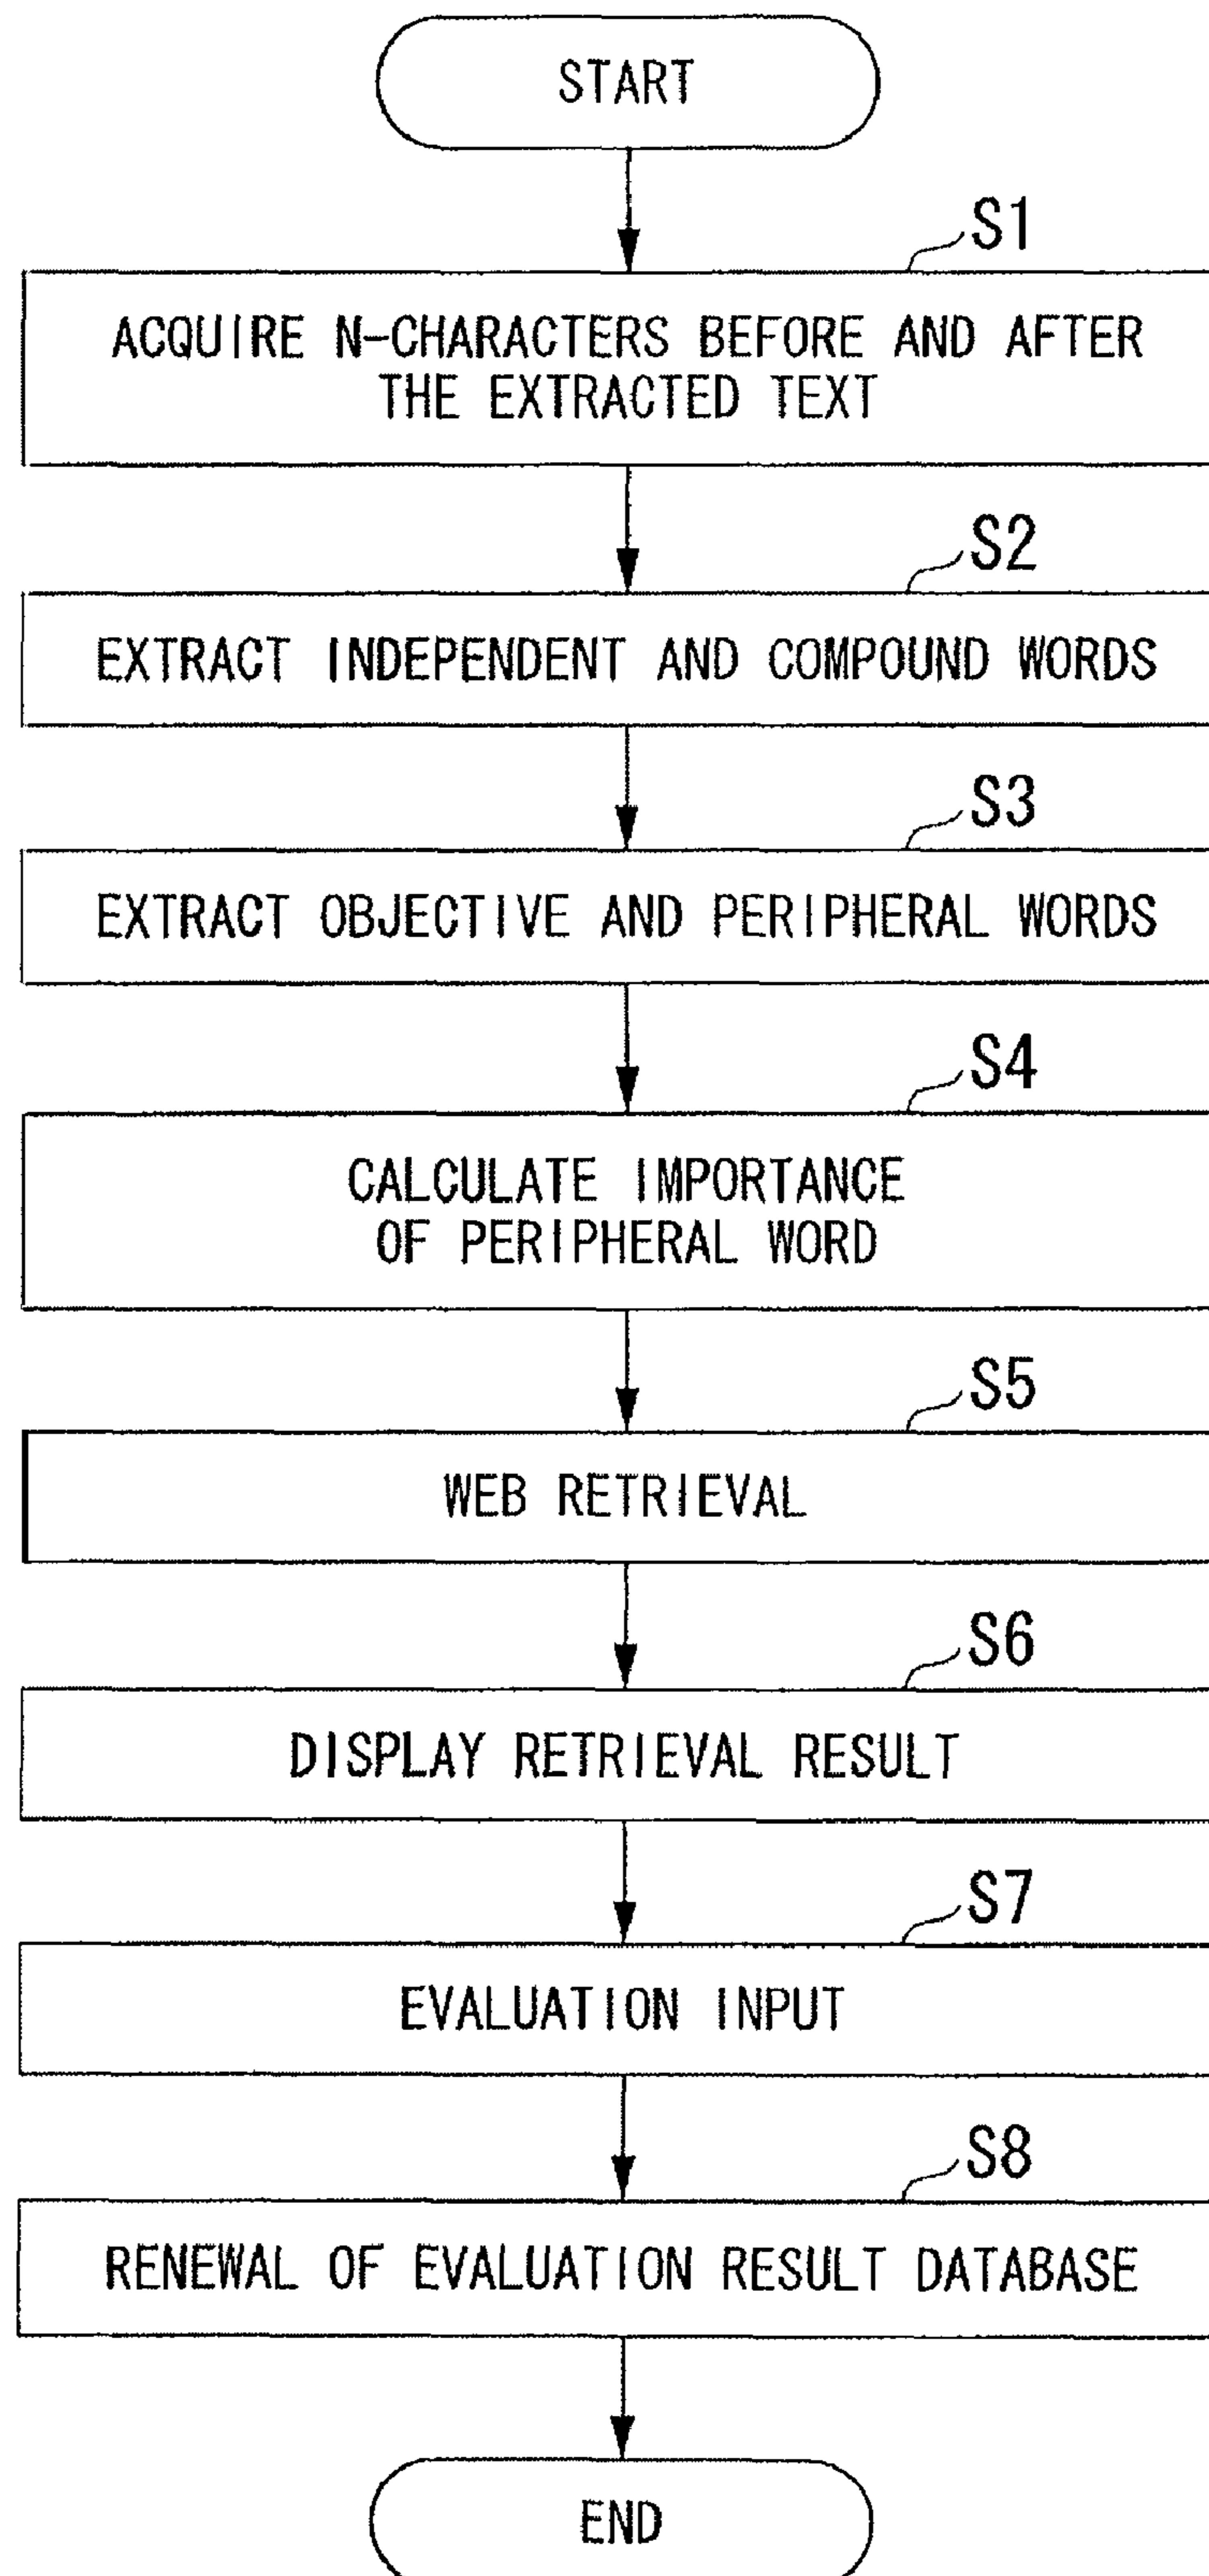 START
S1
ACQUIRE N-CHARACTERS BEFORE AND AFTER
THE EXTRACTED TEXT
S2
EXTRACT INDEPENDENT AND COMPOUND WORDS
S3
EXTRACT OBJECTIVE AND PERIPHERAL WORDS
S4
CALCULATE IMPORTANCE
OF PERIPHERAL WORD
S5
WEB RETRIEVAL
S6
DISPLAY RETRIEVAL RESULT
S7
EVALUATION INPUT
S8
RENEWAL OF EVALUATION RESULT DATABASE
END